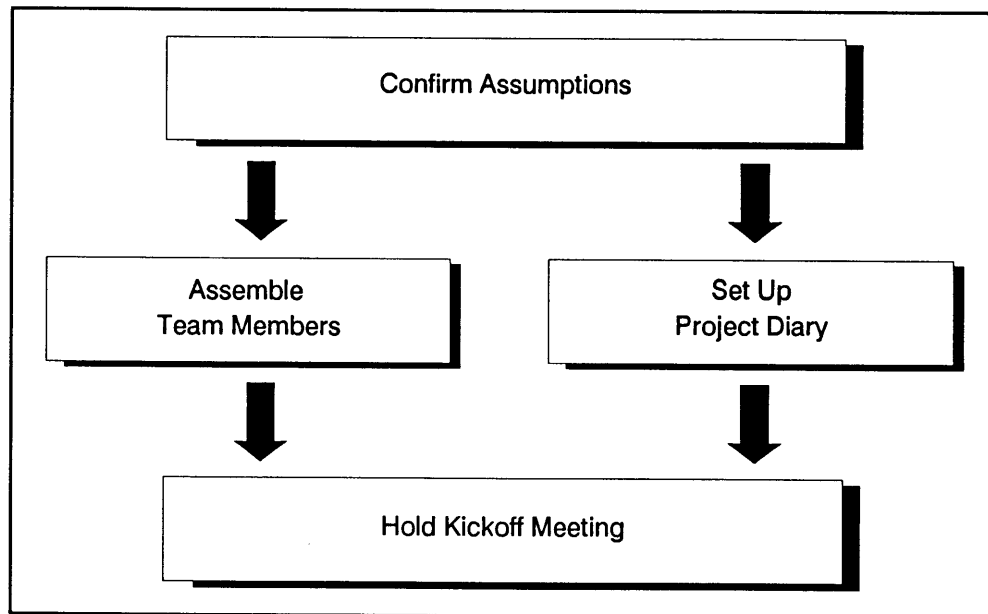 Confirm Assumptions
Assemble
Team Members
Set Up
Project Diary
Hold Kickoff Meeting